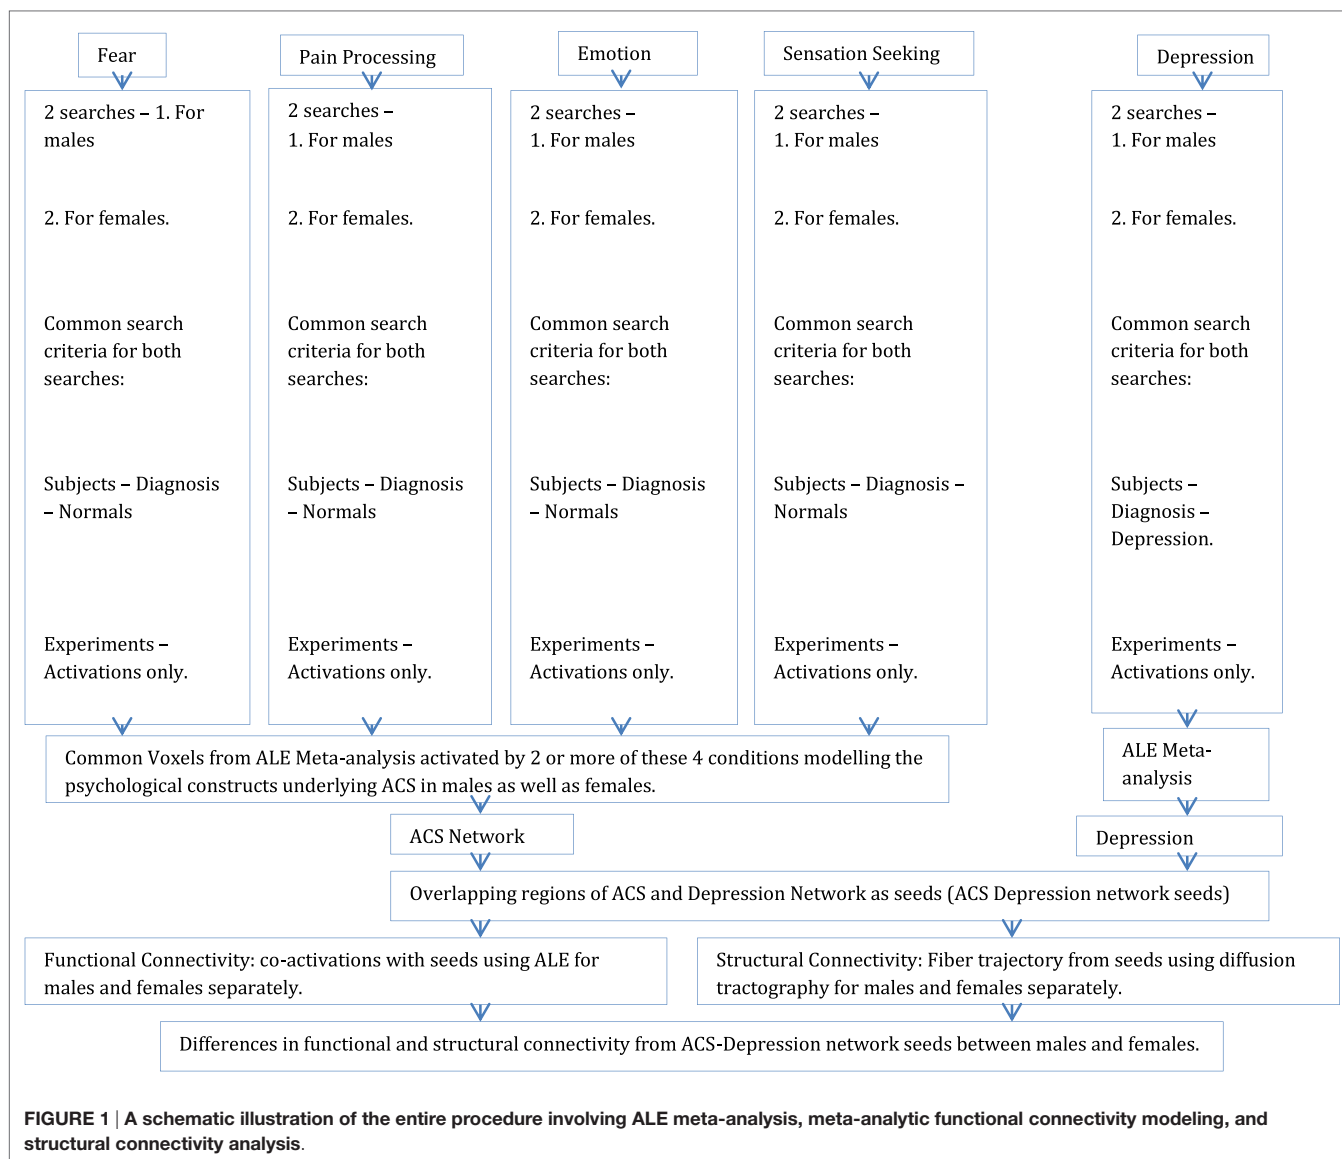 Fear
Pain Processing
Emotion
Sensation Seeking
Depression
2 searches – 1. For
males
2. For females.
Common search
criteria for both
searches:
Subjects – Diagnosis
– Normals
Experiments –
Activations only.
2 searches –
1. For males
2. For females.
Common search
criteria for both
searches:
Subjects – Diagnosis
– Normals
Experiments –
Activations only.
2 searches –
1. For males
2. For females.
Common search
criteria for both
searches:
Subjects – Diagnosis
– Normals
Experiments –
Activations only.
2 searches –
1. For males
2. For females.
Common search
criteria for both
searches:
Subjects – Diagnosis –
Normals
Experiments –
Activations only.
2 searches –
1. For males
2. For females.
Common search
criteria for both
searches:
Subjects –
Diagnosis –
Depression.
Experiments –
Activations only.
Common Voxels from ALE Meta-analysis activated by 2 or more of these 4 conditions modelling the
psychological constructs underlying ACS in males as well as females.
ALE Meta-
analysis
ACS Network
Depression
Overlapping regions of ACS and Depression Network as seeds (ACS Depression network seeds)
Functional Connectivity: co-activations with seeds using ALE for
males and females separately.
Structural Connectivity: Fiber trajectory from seeds using diffusion
tractography for males and females separately.
Differences in functional and structural connectivity from ACS-Depression network seeds between males and females.
FIGURE 1 | A schematic illustration of the entire procedure involving ALE meta-analysis, meta-analytic functional connectivity modeling, and
structural connectivity analysis.